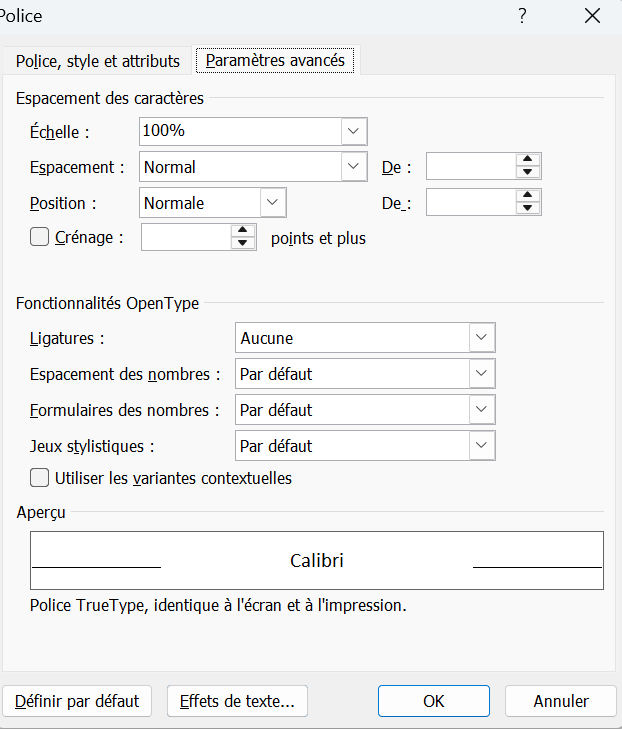 Police ?
Police, style et attributs Paramètres avancés
Espacement des caractères
Échelle : 100%
Espacement : Normal De :
Position : Normale De :
Crénage : points et plus
Fonctionnalités OpenType
Ligatures : Aucune
Espacement des nombres : Par défaut
Formulaires des nombres : Par défaut
Jeux stylistiques : Par défaut
Utiliser les variantes contextuelles
Aperçu
Calibri
Police TrueType, identique à l'écran et à l'impression.
Définir par défaut Effets de texte... OK Annuler